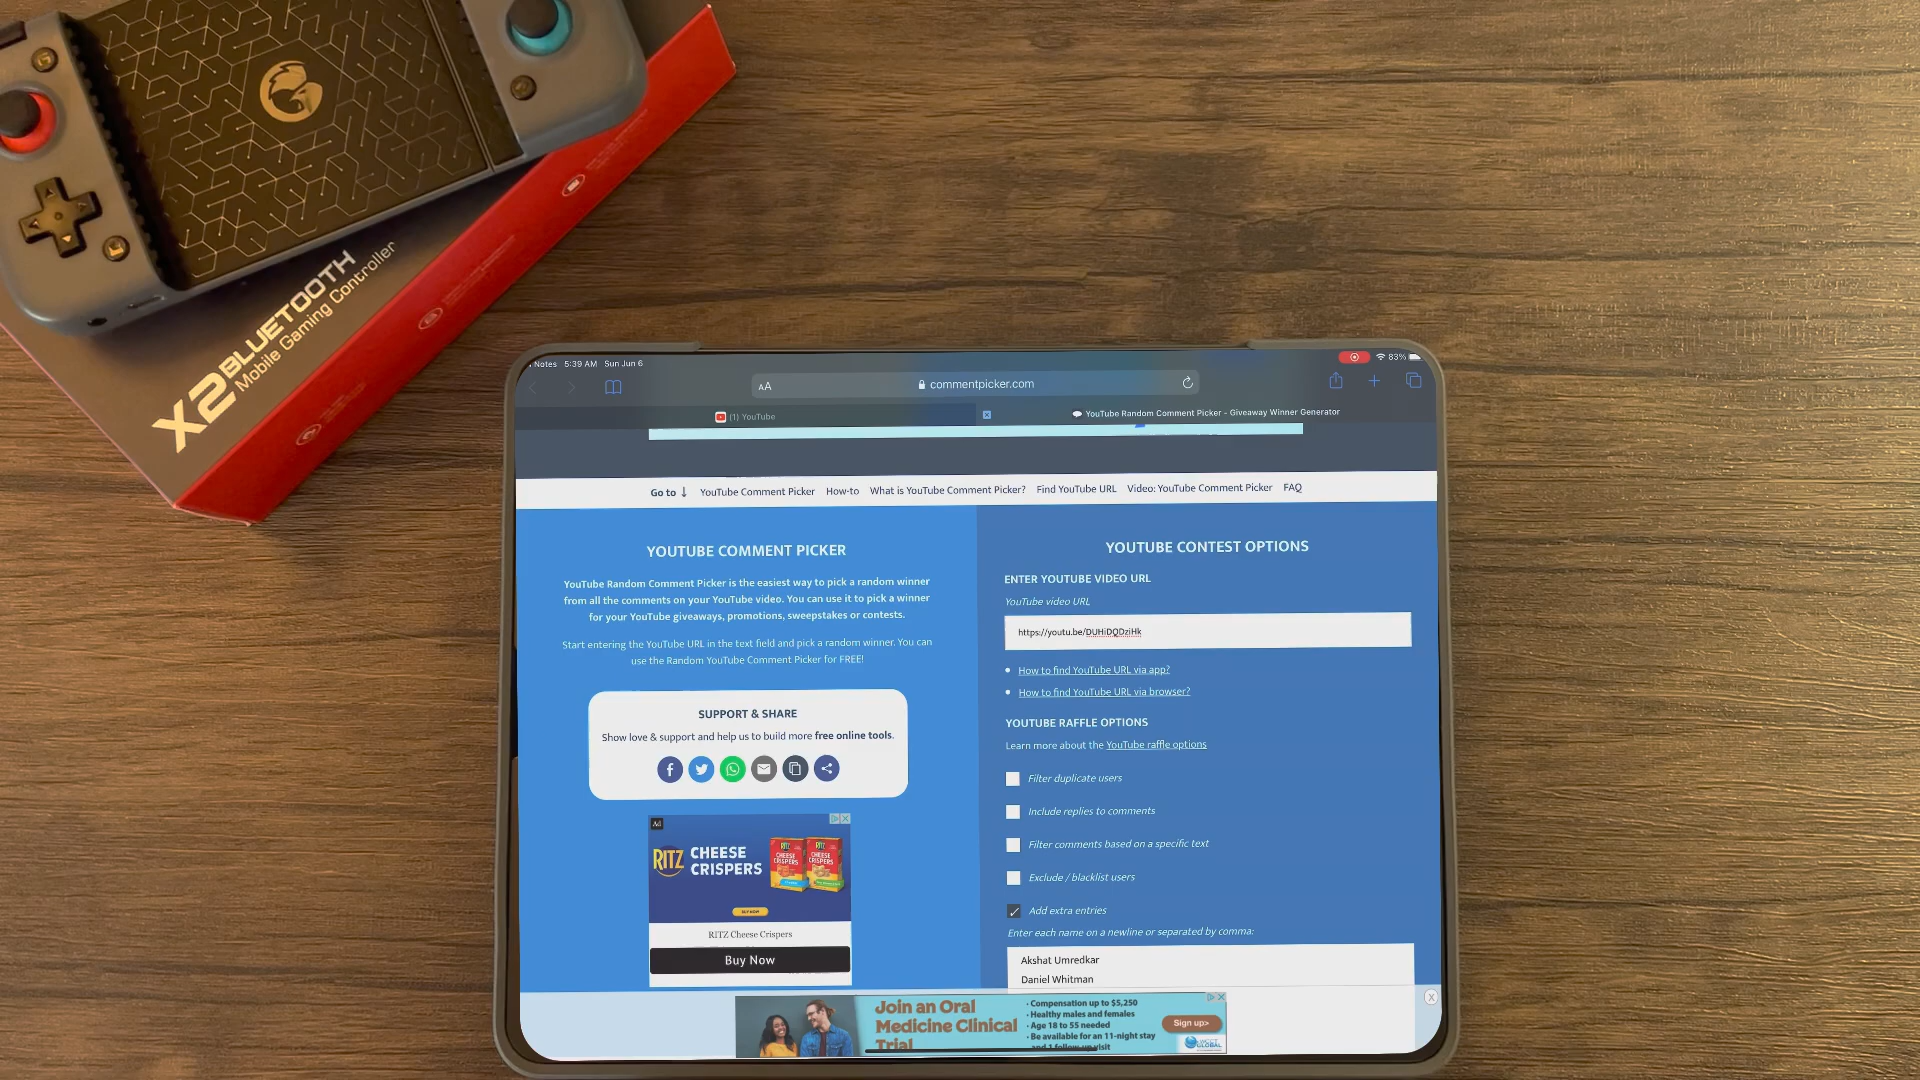 X2 BLUETOOTH
Mobile Gaming Controller
Notes 5:39 AM Sun Jun 6
83%
AA
commentpicker.com
(1) YouTube
YouTube Random Comment Picker - Giveaway Winner Generator
Go to ↓ YouTube Comment Picker How-to What is YouTube Comment Picker? Find YouTube URL Video: YouTube Comment Picker FAQ
YOUTUBE COMMENT PICKER
YouTube Random Comment Picker is the easiest way to pick a random winner
from all the comments on your YouTube video. You can use it to pick a winner
for your YouTube giveaways, promotions, sweepstakes or contests.
Start entering the YouTube URL in the text field and pick a random winner. You can
use the Random YouTube Comment Picker for FREE!
SUPPORT & SHARE
Show love & support and help us to build more free online tools.
Ad
RITZ CHEESE
CRISPERS
BUY NOW
RITZ Cheese Crispers
Buy Now
YOUTUBE CONTEST OPTIONS
ENTER YOUTUBE VIDEO URL
YouTube video URL
https://youtu.be/DUHiDQDziHk
• How to find YouTube URL via app?
• How to find YouTube URL via browser?
YOUTUBE RAFFLE OPTIONS
Learn more about the YouTube raffle options
Filter duplicate users
Include replies to comments
Filter comments based on a specific text
Exclude / blacklist users
Add extra entries
Enter each name on a newline or separated by comma:
Akshat Umredkar
Daniel Whitman
Join an Oral
Medicine Clinical
Trial
· Compensation up to $5,250
· Healthy males and females
· Age 18 to 55 needed
· Be available for an 11-night stay
and 1 follow-up visit
Sign up>
GLOBAL